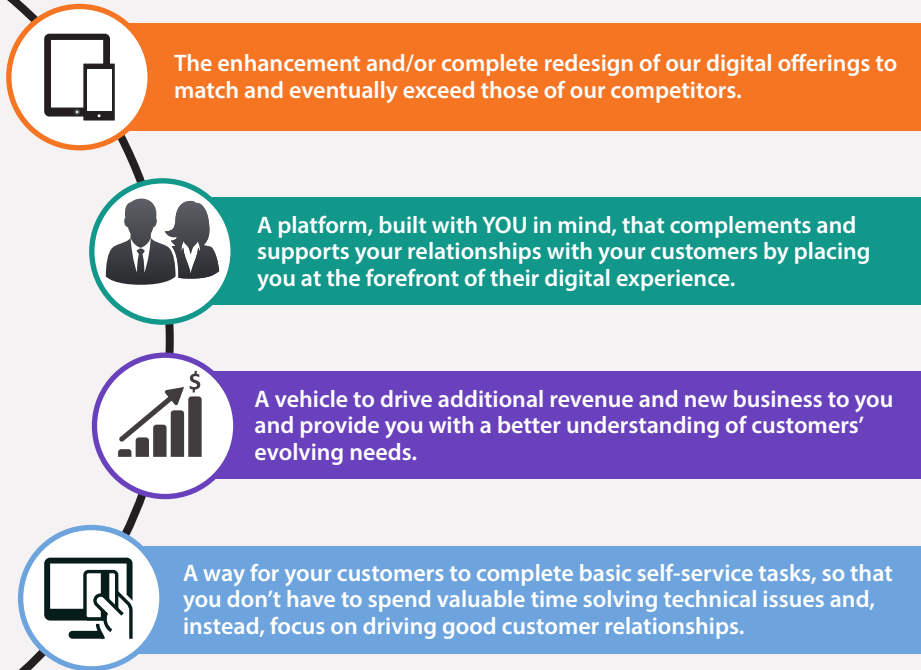 The enhancement and/or complete redesign of our digital offerings to
match and eventually exceed those of our competitors.
A platform, built with YOU in mind, that complements and
supports your relationships with your customers by placing
you at the forefront of their digital experience.
$
A vehicle to drive additional revenue and new business to you
and provide you with a better understanding of customers’
evolving needs.
A way for your customers to complete basic self-service tasks, so that
you don’t have to spend valuable time solving technical issues and,
instead, focus on driving good customer relationships.